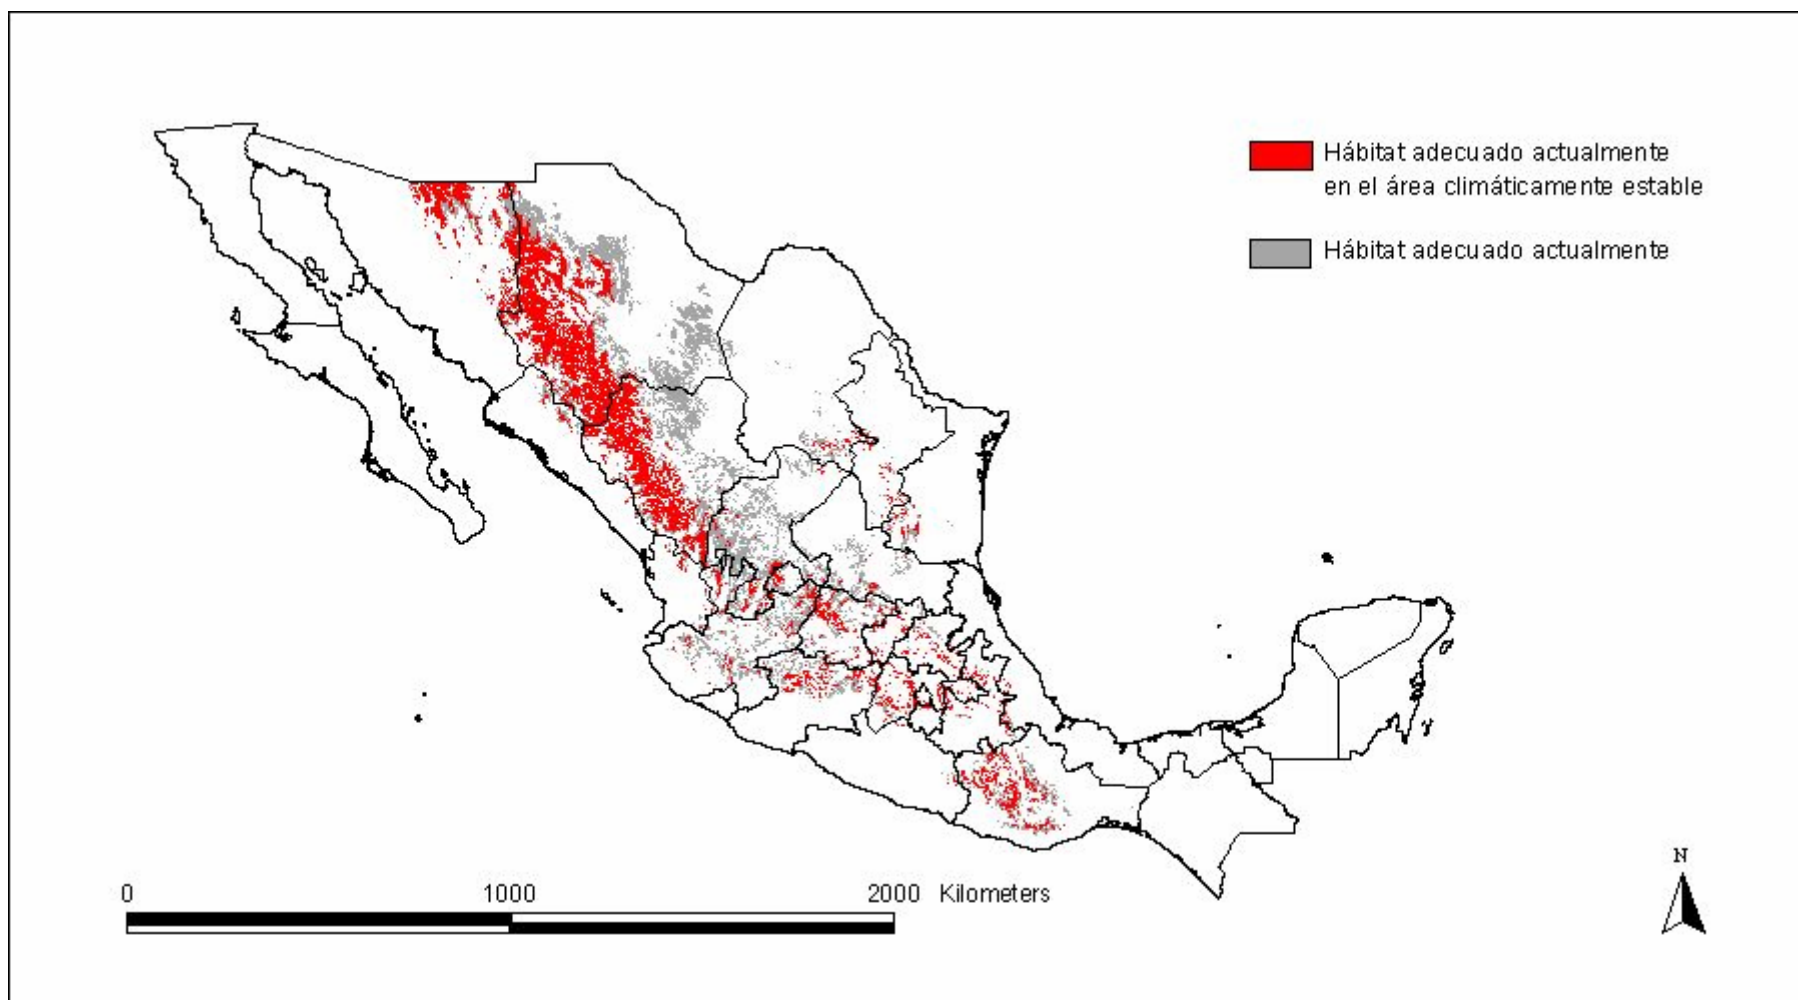 Hábitat adecuado actualmente
en el área climáticamente estable
Hábitat adecuado actualmente
0 1000 2000 Kilometers
N